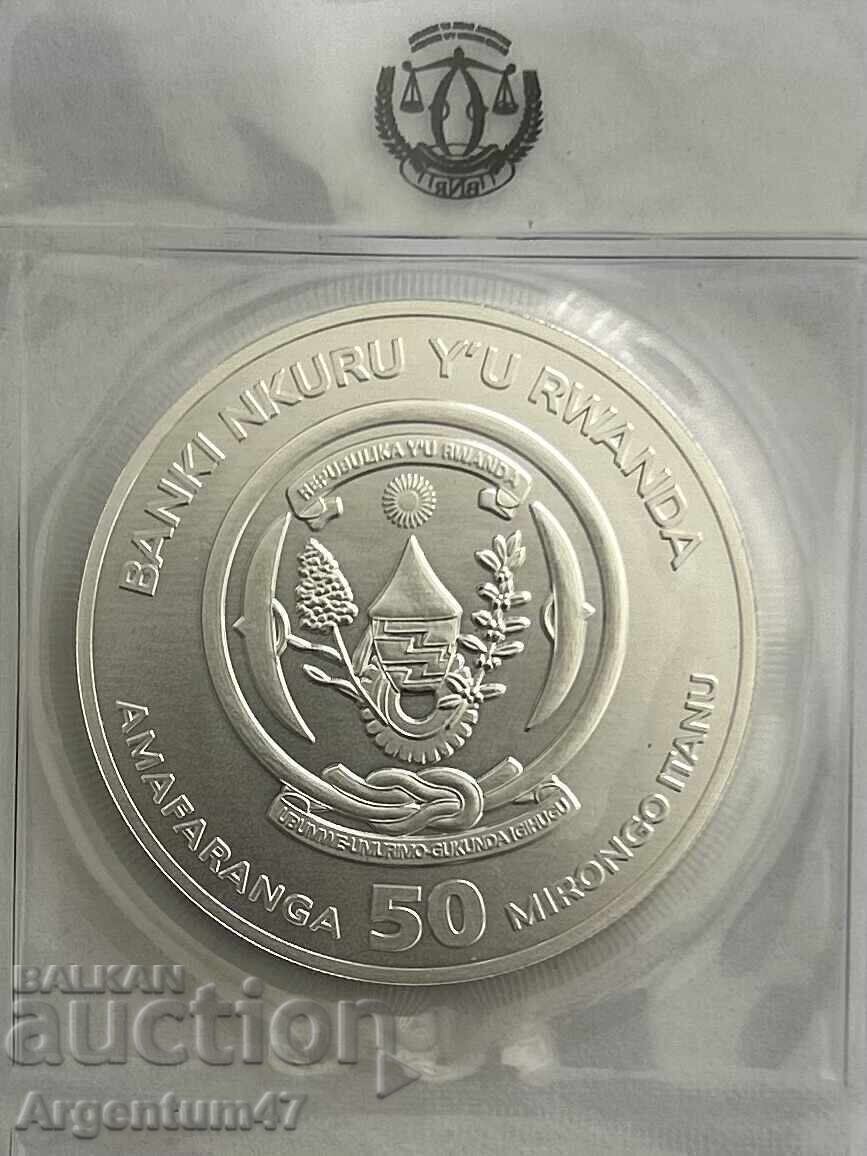 BANKI NKURU Y'U RWANDA
REPUBULIKA Y'U RWANDA
UBUMWE-UMURIMO-GUKUNDA IGIHUGU
AMAFARANGA 50 MIRONGO ITANU
BALKAN
auction
Argentum47